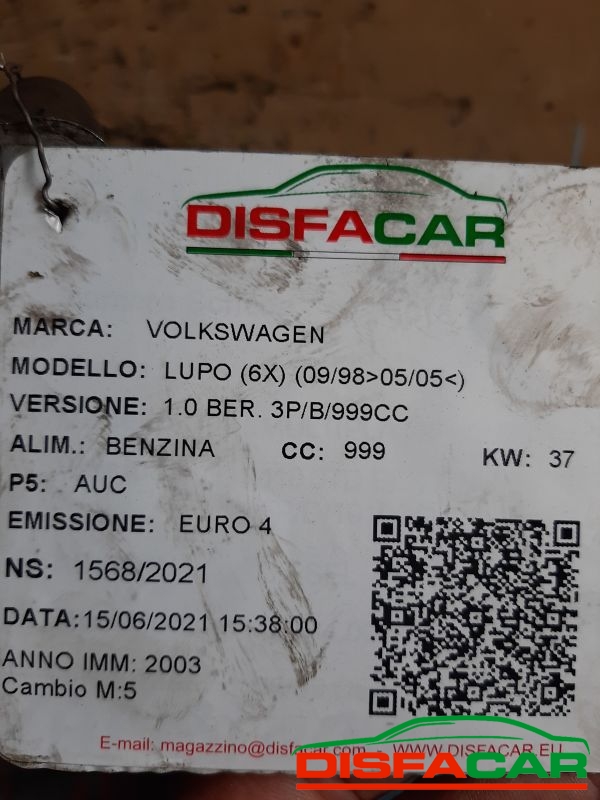 DISFACAR
MARCA: VOLKSWAGEN
MODELLO: LUPO (6X) (09/98>05/05<)
VERSIONE: 1.0 BER. 3P/B/999CC
ALIM.: BENZINA CC: 999 KW: 37
P5: AUC
EMISSIONE: EURO 4
NS: 1568/2021
DATA:15/06/2021 15:38:00
ANNO IMM: 2003
Cambio M:5
E-mail: magazzino@disfacar.com - WWW.DISFACAR.EU
DISFACAR